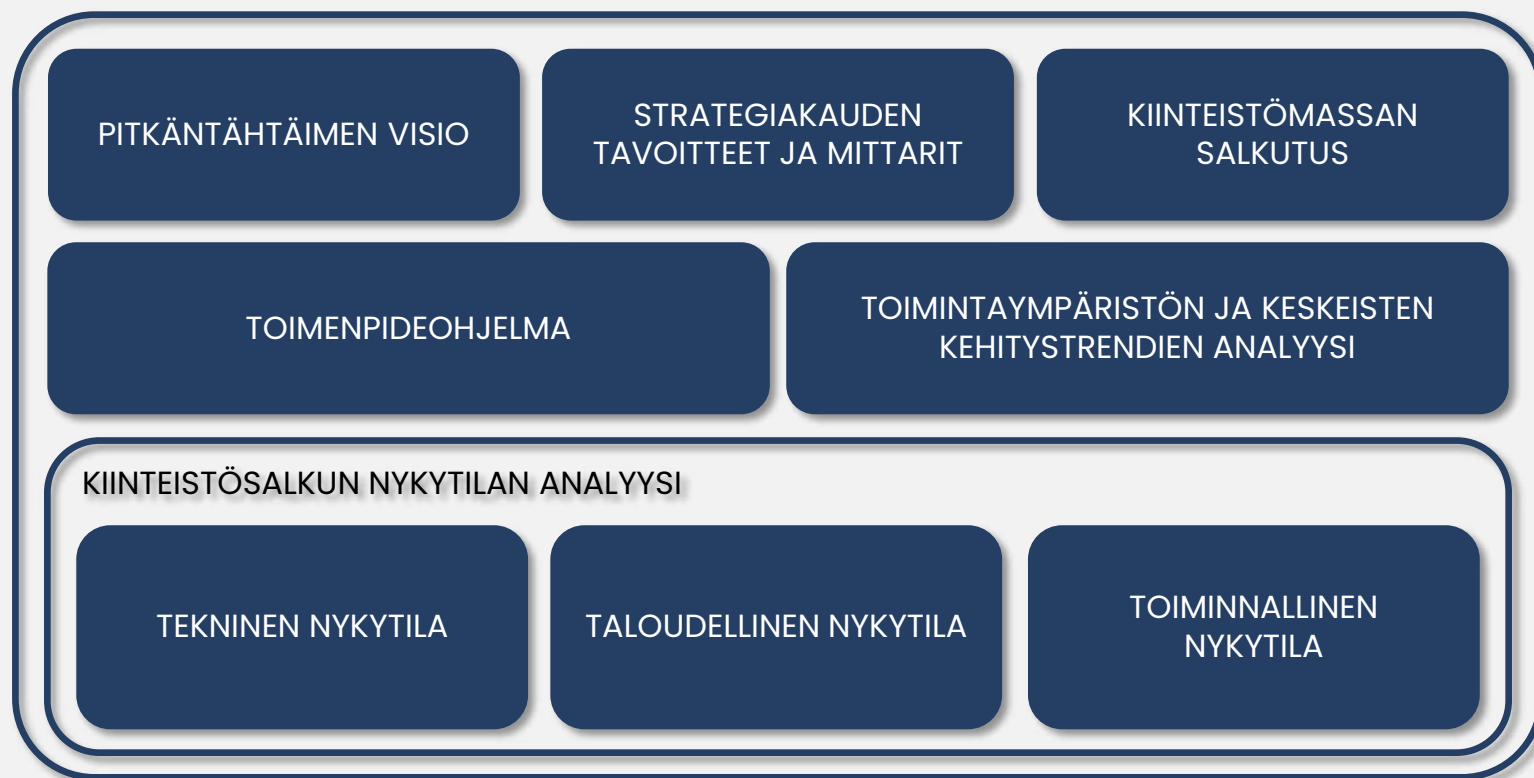 PITKÄNTÄHTÄIMEN VISIO
STRATEGIAKAUDEN
TAVOITTEET JA MITTARIT
KIINTEISTÖMASSAN
SALKUTUS
TOIMENPIDEOHJELMA
TOIMINTAYMPÄRISTÖN JA KESKEISTEN
KEHITYSTRENDIEN ANALYYSI
KIINTEISTÖSALKUN NYKYTILAN ANALYYSI
TEKNINEN NYKYTILA
TALOUDELLINEN NYKYTILA
TOIMINNALLINEN
NYKYTILA